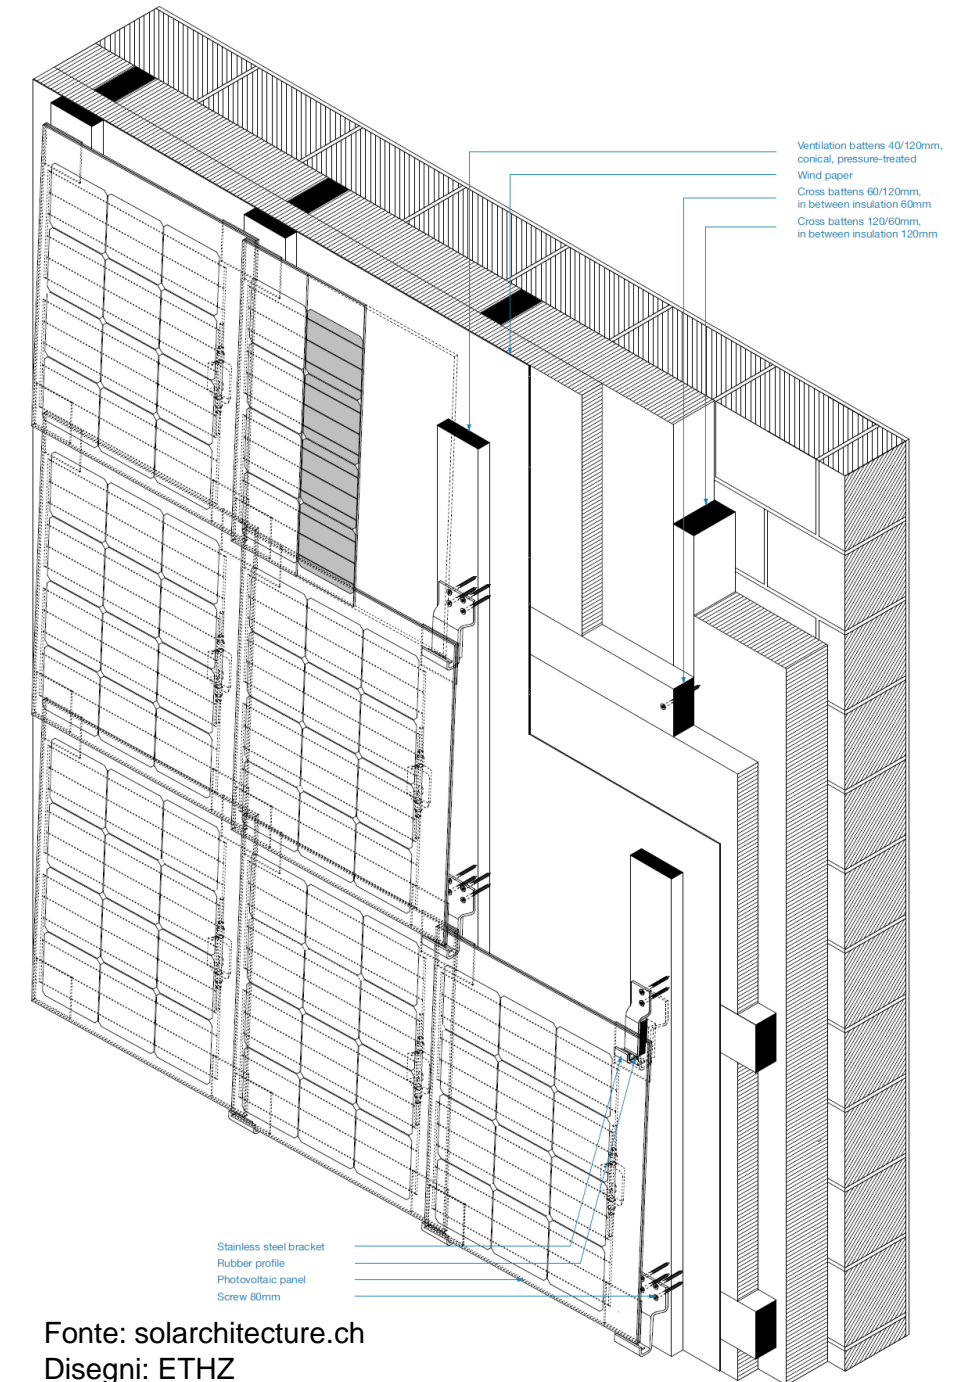 Ventilation battens 40/120mm,
conical, pressure-treated
Wind paper
Cross battens 60/120mm,
in between insulation 60mm
Cross battens 120/60mm,
in between insulation 120mm
Stainless steel bracket
Rubber profile
Photovoltaic panel
Screw 80mm
Fonte: solarchitecture.ch
Disegni: ETHZ